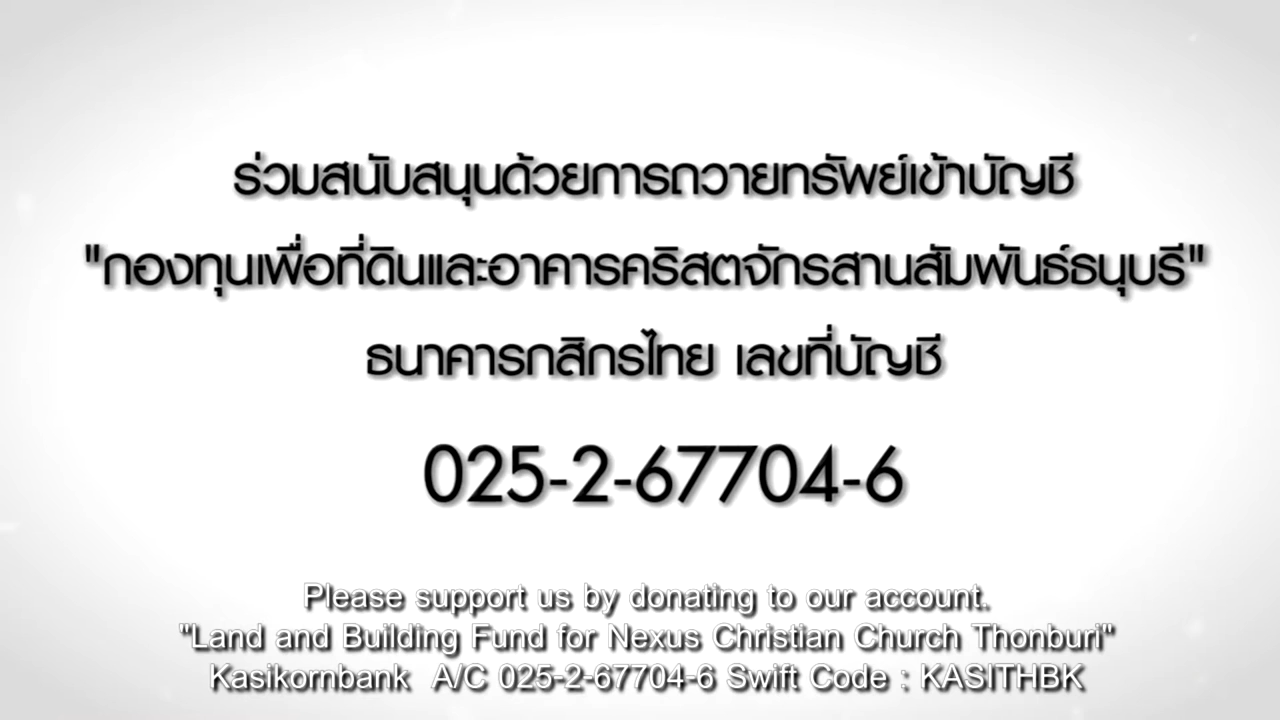 ร่วมสนับสนุนด้วยการถวายทรัพย์เข้าบัญชี
"กองทุนเพื่อที่ดินและอาคารคริสตจักรสานสัมพันธ์ธนบุรี"
ธนาคารกสิกรไทย เลขที่บัญชี
025-2-67704-6
Please support us by donating to our account.
"Land and Building Fund for Nexus Christian Church Thonburi"
Kasikornbank A/C 025-2-67704-6 Swift Code : KASITHBK